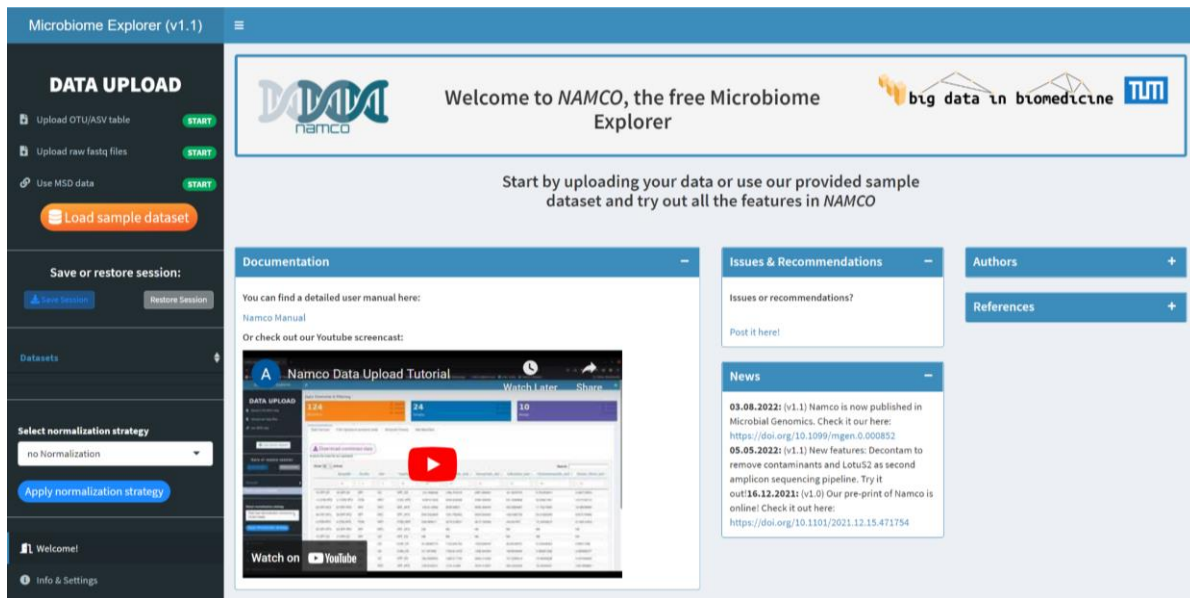 Microbiome Explorer (v1.1)
DATA UPLOAD
Upload OTU/ASV table START
Upload raw fastq files START
Use MSD data START
Load sample dataset
Save or restore session:
Save Session Restore Session
Datasets
Select normalization strategy
no Normalization
Apply normalization strategy
Welcome!
Info & Settings
namco
Welcome to NAMCO, the free Microbiome
Explorer
big data in biomedicine
TUM
Start by uploading your data or use our provided sample
dataset and try out all the features in NAMCO
Documentation
You can find a detailed user manual here:
Namco Manual
Or check out our Youtube screencast:
A Namco Data Upload Tutorial
Watch Later Share
DATA UPLOAD
124
24
10
Watch on YouTube
Issues & Recommendations
Issues or recommendations?
Post it here!
News
03.08.2022: (v1.1) Namco is now published in
Microbial Genomics. Check it our here:
https://doi.org/10.1099/mgen.0.000852
05.05.2022: (v1.1) New features: Decontam to
remove contaminants and LotuS2 as second
amplicon sequencing pipeline. Try it
out!16.12.2021: (v1.0) Our pre-print of Namco is
online! Check it out here:
https://doi.org/10.1101/2021.12.15.471754
Authors
References